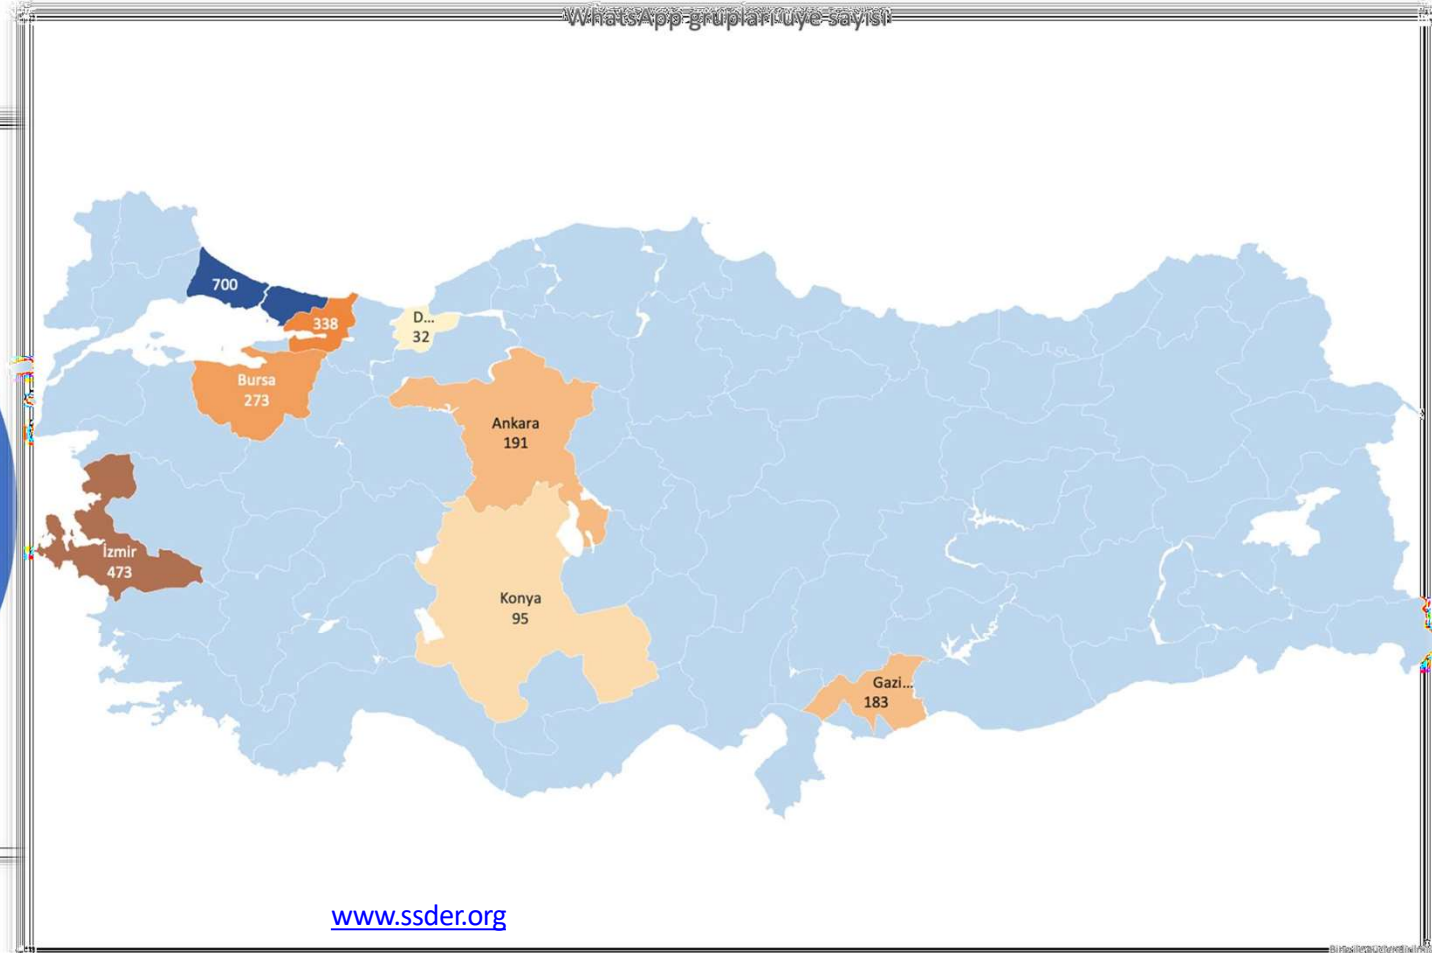 WhatsApp grupları üye sayısı
700
338
D...
32
Bursa
273
Ankara
191
İzmir
473
Konya
95
Gazi...
183
www.ssder.org